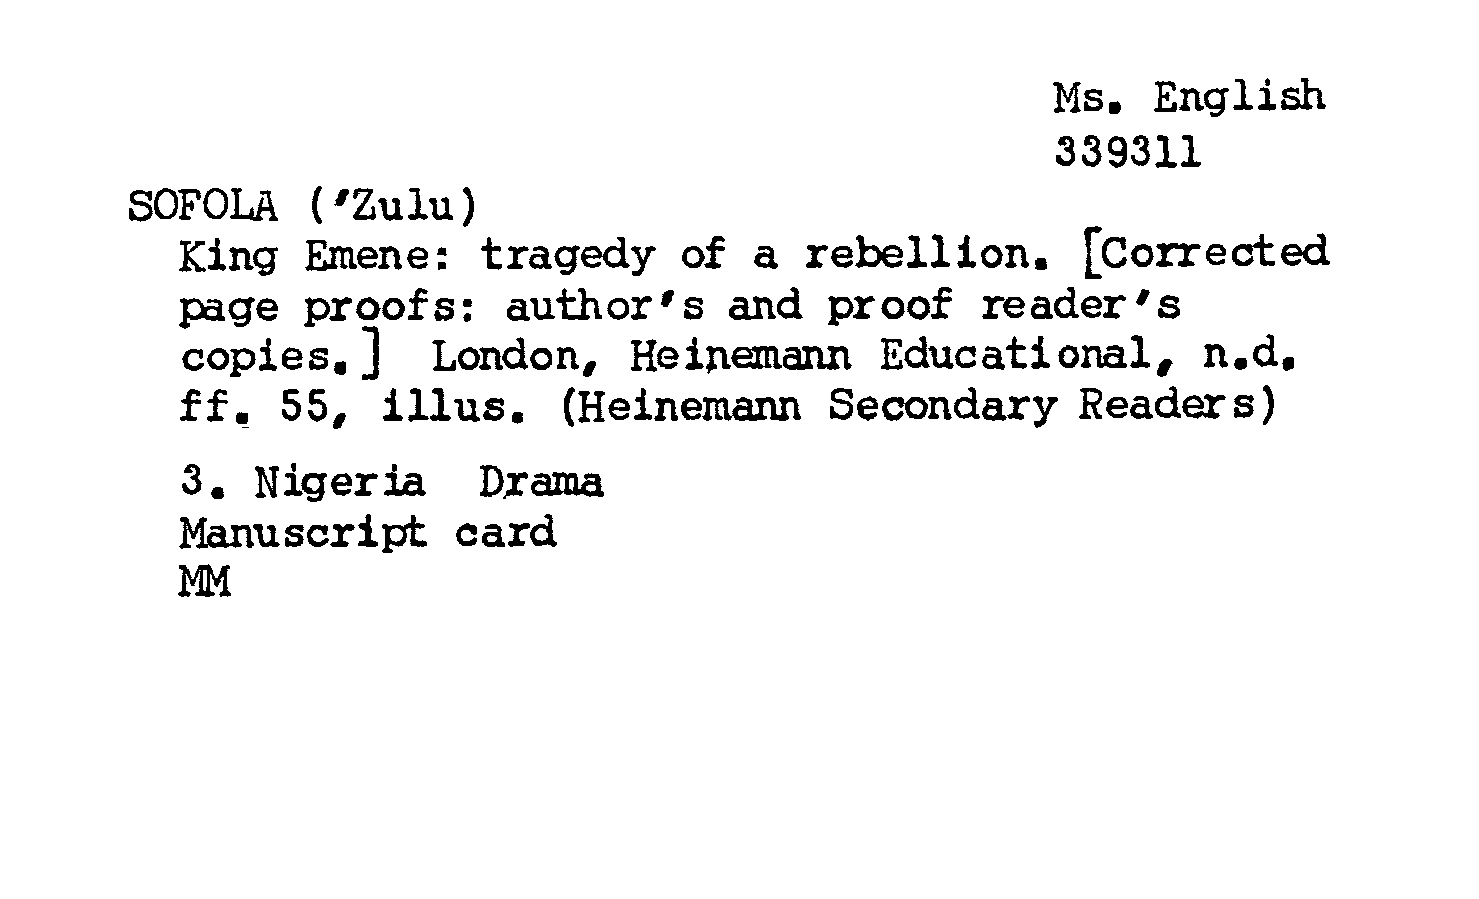 Ms. English
339311
SOFOLA ('Zulu)
King Emene: tragedy of a rebellion. [Corrected
page proofs: author's and proof reader's
copies.] London, Heinemann Educational, n.d.
ff. 55, illus. (Heinemann Secondary Readers)
3. Nigeria Drama
Manuscript card
MM